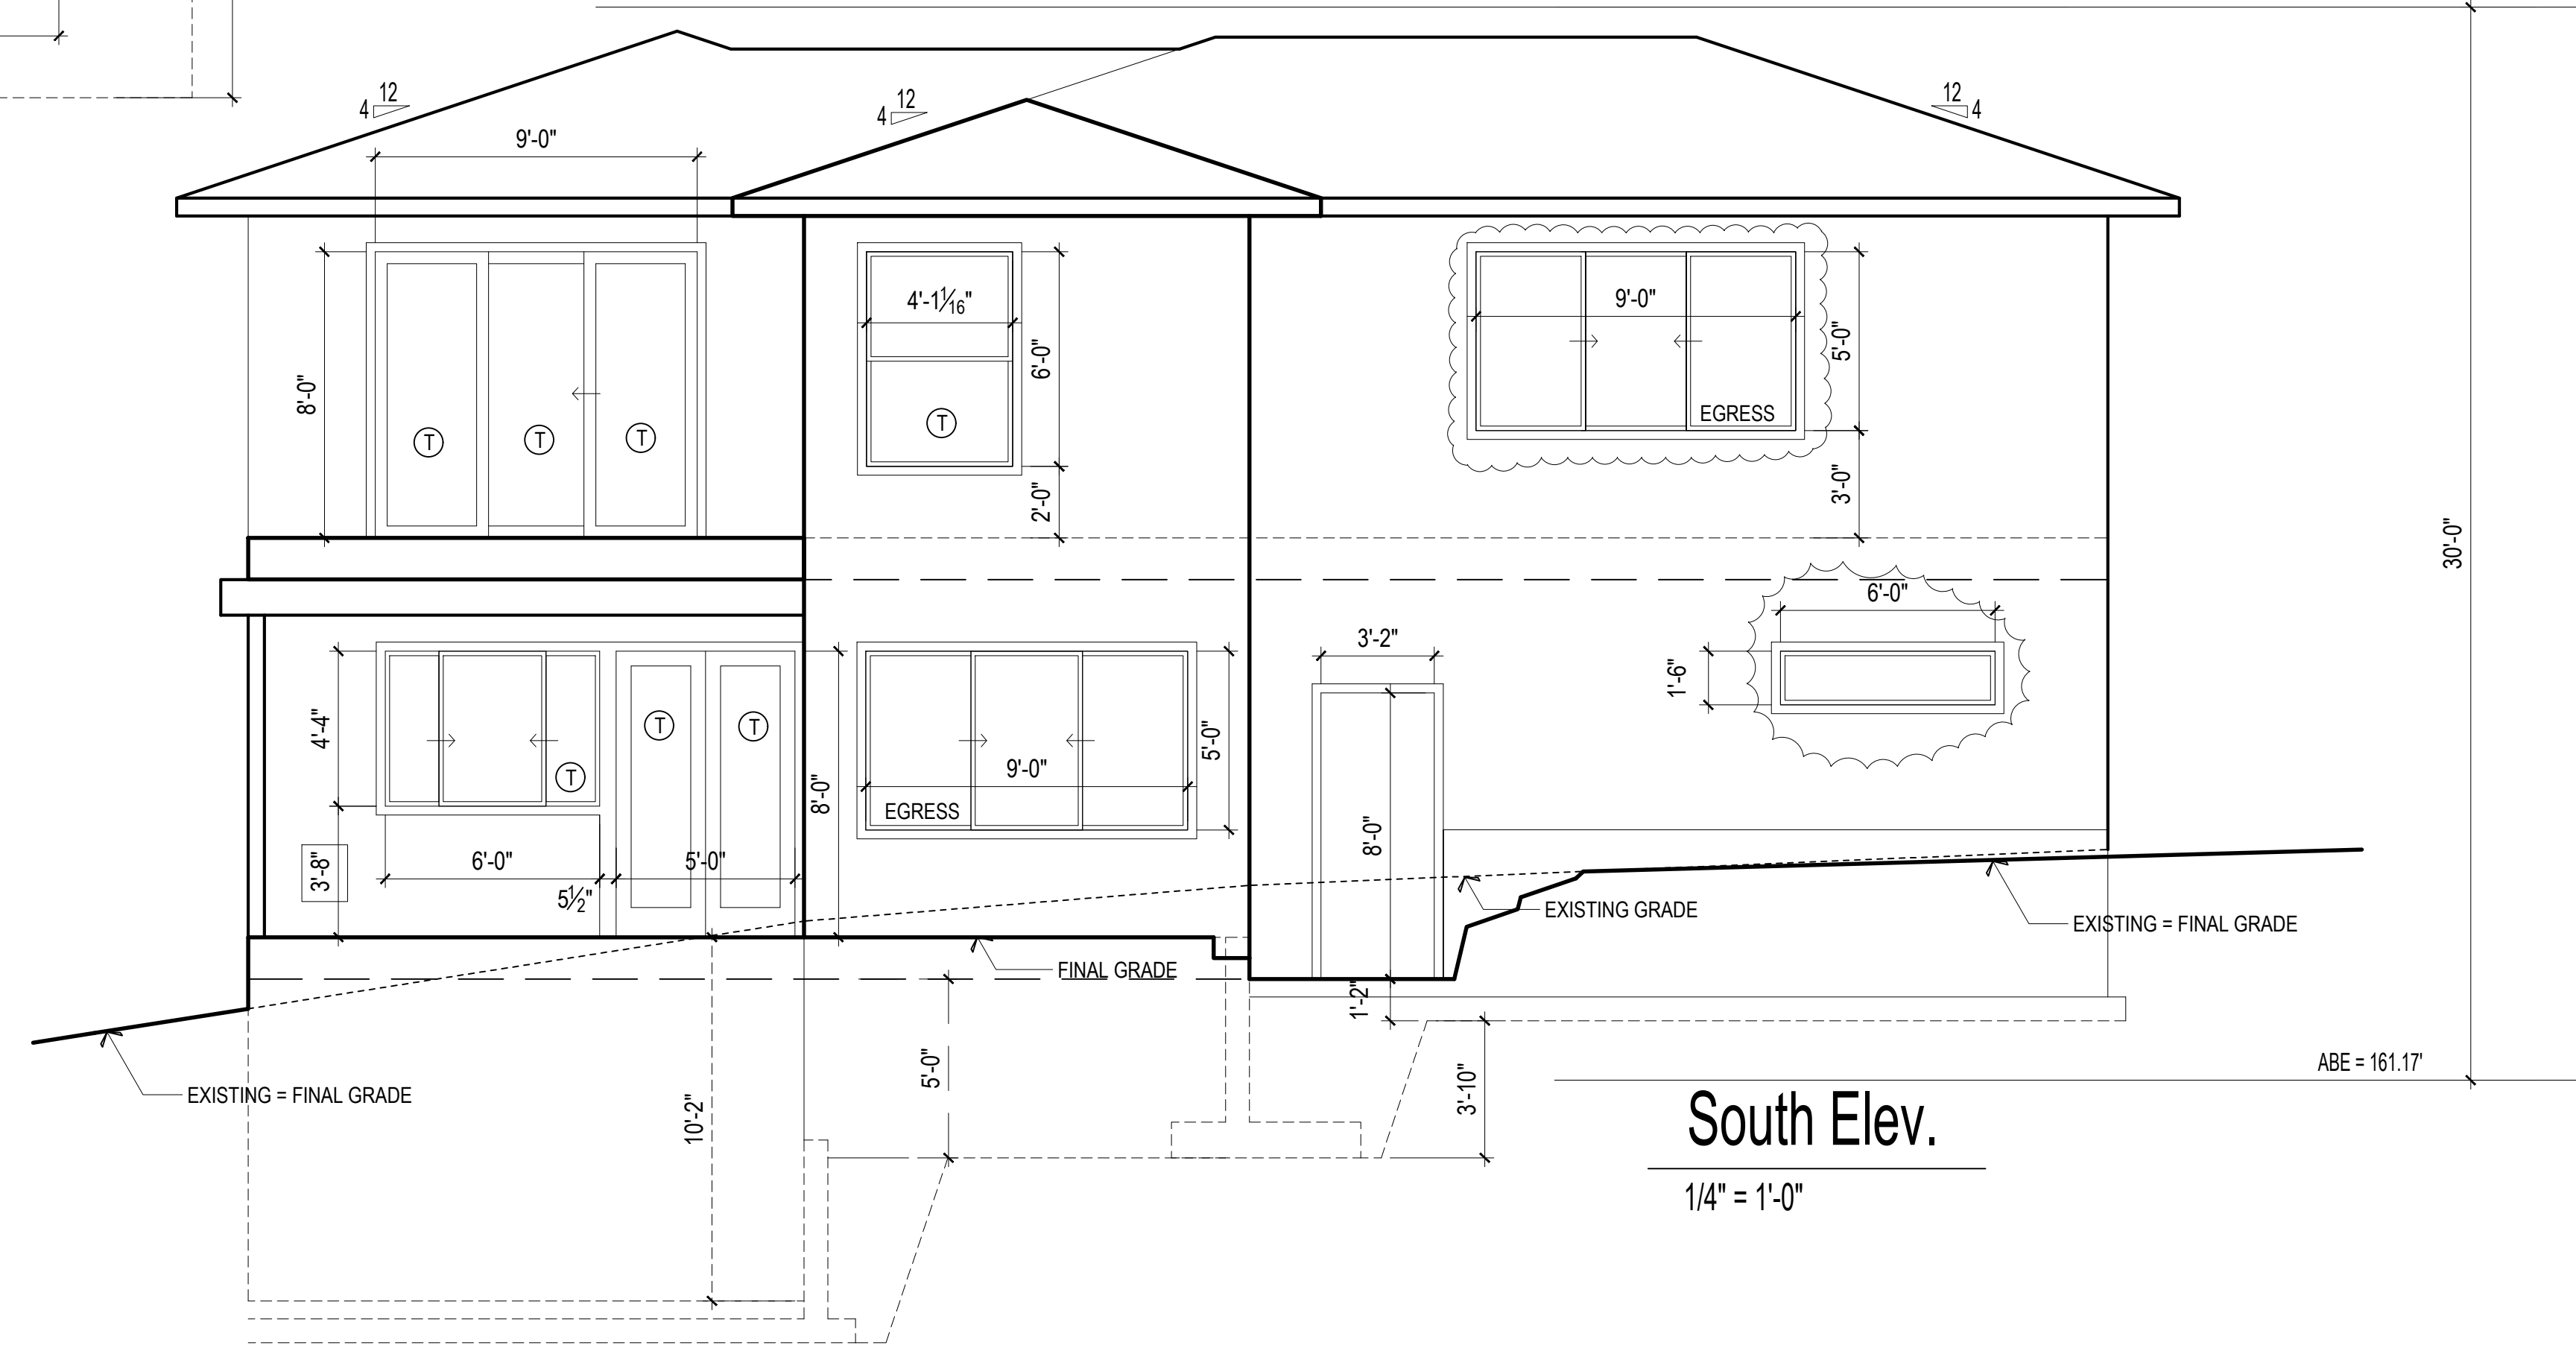 12
4
12
4
12
4
9'-0"
8'-0"
T
T
T
4'-1 1/16"
6'-0"
T
2'-0"
9'-0"
5'-0"
EGRESS
3'-0"
30'-0"
6'-0"
1'-6"
3'-2"
8'-0"
4'-4"
T
T
T
3'-8"
6'-0"
5 1/2"
5'-0"
8'-0"
9'-0"
EGRESS
5'-0"
EXISTING GRADE
EXISTING = FINAL GRADE
FINAL GRADE
1'-2"
EXISTING = FINAL GRADE
10'-2"
5'-0"
3'-10"
ABE = 161.17'
South Elev.
1/4" = 1'-0"